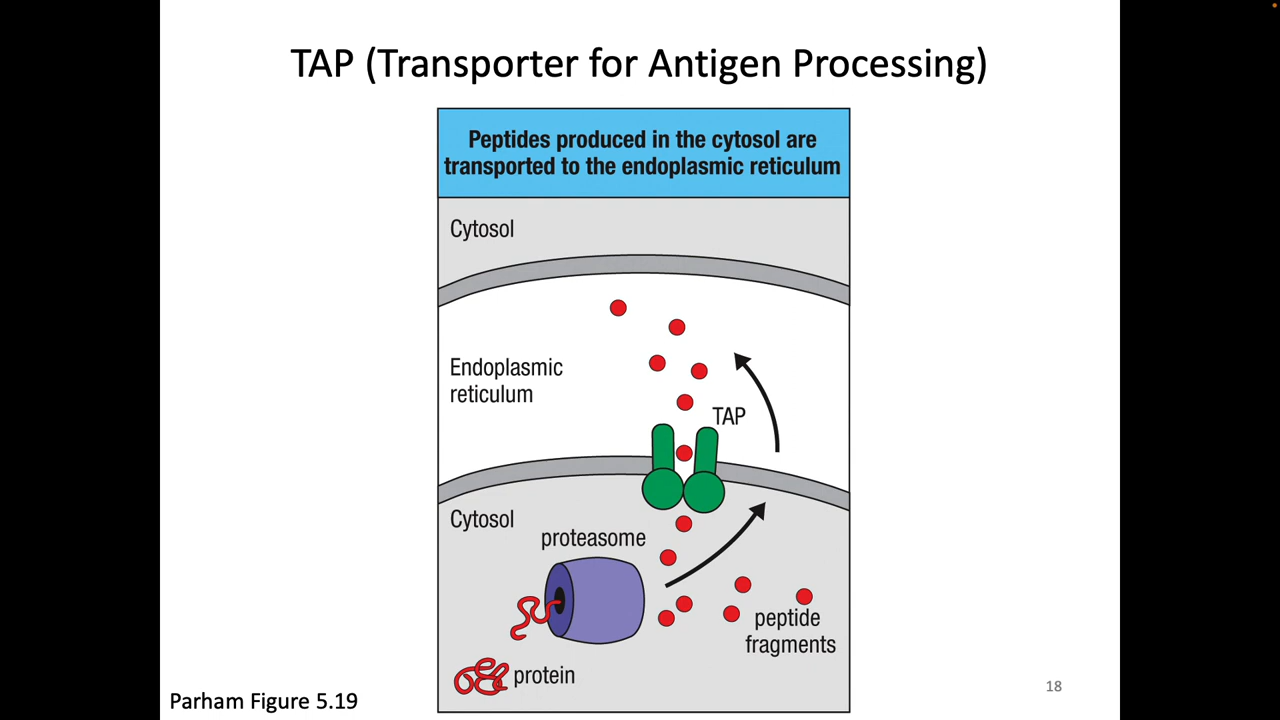 TAP (Transporter for Antigen Processing)
Peptides produced in the cytosol are
transported to the endoplasmic reticulum
Cytosol
Endoplasmic
reticulum
TAP
Cytosol
proteasome
peptide
fragments
protein
Parham Figure 5.19
18